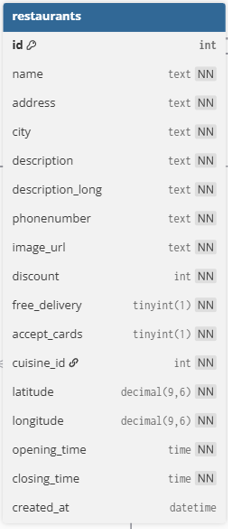 restaurants
id int
name text NN
address text NN
city text NN
description text NN
description_long text NN
phonenumber text NN
image_url text NN
discount int NN
free_delivery tinyint(1) NN
accept_cards tinyint(1) NN
cuisine_id int NN
latitude decimal(9,6) NN
longitude decimal(9,6) NN
opening_time time NN
closing_time time NN
created_at datetime